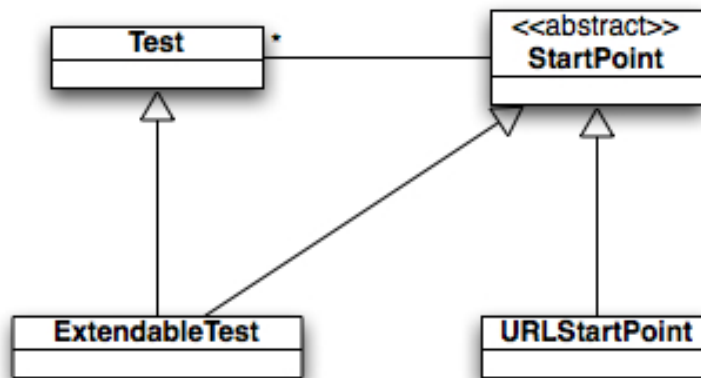 Test
*
<<abstract>>
StartPoint
ExtendableTest
URLStartPoint